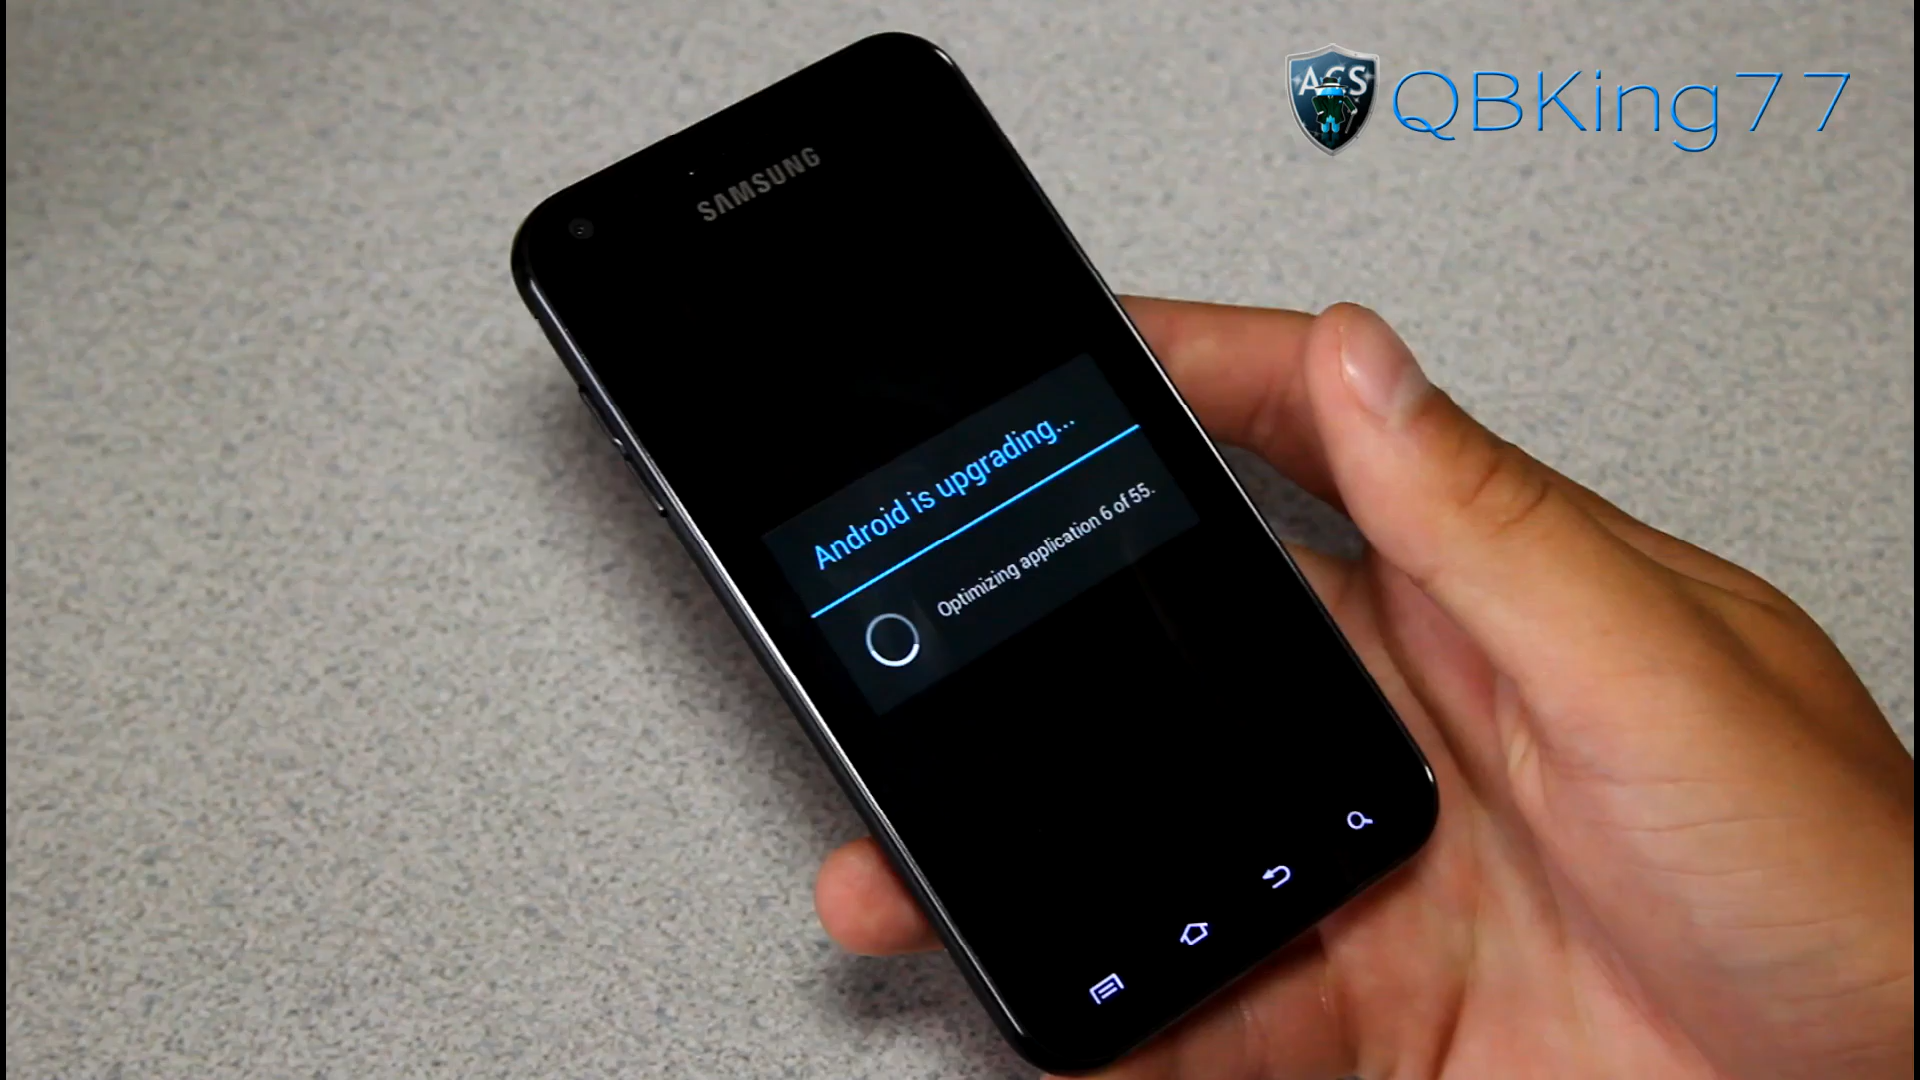 ACS
QBKing77
SAMSUNG
Android is upgrading...
Optimizing application 6 of 55.